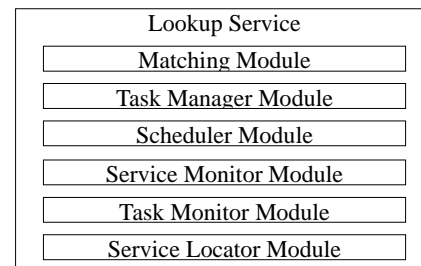 Lookup Service
Matching Module
Task Manager Module
Scheduler Module
Service Monitor Module
Task Monitor Module
Service Locator Module